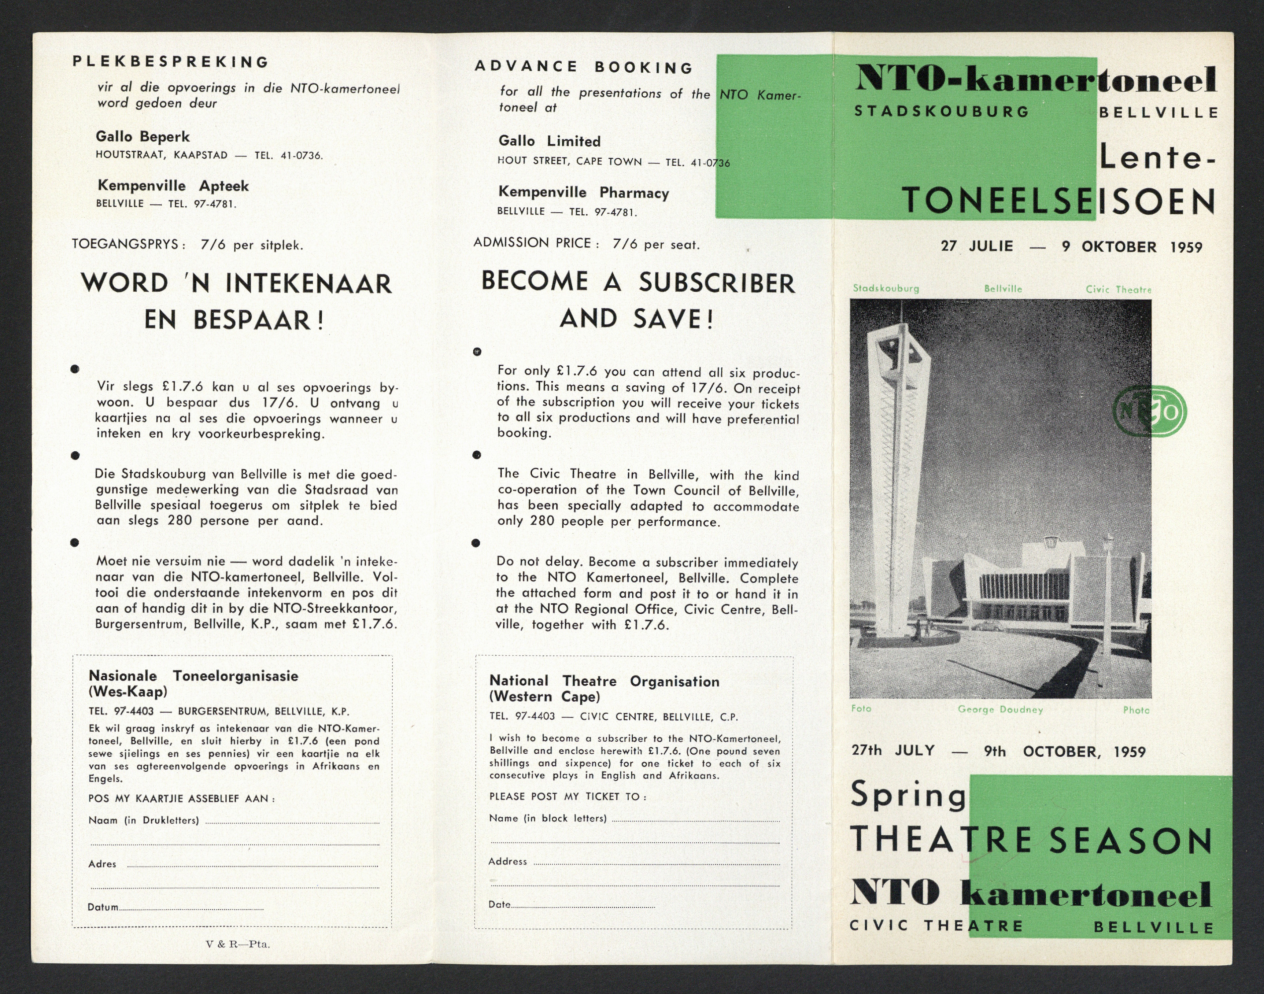 PLEKBESPREKING
vir al die opvoerings in die NTO-kamertoneel
word gedoen deur
Gallo Beperk
HOUTSTRAAT, KAAPSTAD — TEL. 41-0736.
Kempenville Apteek
BELLVILLE — TEL. 97-4781.
TOEGANGSPRYS : 7/6 per sitplek.
WORD 'N INTEKENAAR
EN BESPAAR!
Vir slegs £1.7.6 kan u al ses opvoerings by-
woon. U bespaar dus 17/6. U ontvang u
kaartjies na al ses die opvoerings wanneer u
inteken en kry voorkeurbespreking.
Die Stadskouburg van Bellville is met die goed-
gunstige medewerking van die Stadsraad van
Bellville spesiaal toegerus om sitplek te bied
aan slegs 280 persone per aand.
Moet nie versuim nie — word dadelik 'n inteke-
naar van die NTO-kamertoneel, Bellville. Vol-
tooi die onderstaande intekenvorm en pos dit
aan of handig dit in by die NTO-Streekkantoor,
Burgersentrum, Bellville, K.P., saam met £1.7.6.
Nasionale Toneelorganisasie
(Wes-Kaap)
TEL. 97-4403 — BURGERSENTRUM, BELLVILLE, K.P.
Ek wil graag inskryf as intekenaar van die NTO-Kamer-
toneel, Bellville, en sluit hierby in £1.7.6 (een pond
sewe sjielings en ses pennies) vir een kaartjie na elk
van ses agtereenvolgende opvoerings in Afrikaans en
Engels.
POS MY KAARTJIE ASSEBLIEF AAN :
Naam (in Drukletters)
Adres
Datum
V & R—Pta.
ADVANCE BOOKING
for all the presentations of the NTO Kamer-
toneel at
Gallo Limited
HOUT STREET, CAPE TOWN — TEL. 41-0736
Kempenville Pharmacy
BELLVILLE — TEL. 97-4781.
ADMISSION PRICE : 7/6 per seat.
BECOME A SUBSCRIBER
AND SAVE!
For only £1.7.6 you can attend all six produc-
tions. This means a saving of 17/6. On receipt
of the subscription you will receive your tickets
to all six productions and will have preferential
booking.
The Civic Theatre in Bellville, with the kind
co-operation of the Town Council of Bellville,
has been specially adapted to accommodate
only 280 people per performance.
Do not delay. Become a subscriber immediately
to the NTO Kamertoneel, Bellville. Complete
the attached form and post it to or hand it in
at the NTO Regional Office, Civic Centre, Bell-
ville, together with £1.7.6.
National Theatre Organisation
(Western Cape)
TEL. 97-4403 — CIVIC CENTRE, BELLVILLE, C.P.
I wish to become a subscriber to the NTO-Kamertoneel,
Bellville and enclose herewith £1.7.6. (One pound seven
shillings and sixpence) for one ticket to each of six
consecutive plays in English and Afrikaans.
PLEASE POST MY TICKET TO :
Name (in block letters)
Address
Date
NTO-kamertoneel
STADSKOUBURG BELLVILLE
Lente-
TONEELSEISOEN
27 JULIE — 9 OKTOBER 1959
Stadskouburg Bellville Civic Theatre
NTO
Foto George Doudney Photo
27th JULY — 9th OCTOBER, 1959
Spring
THEATRE SEASON
NTO kamertoneel
CIVIC THEATRE BELLVILLE